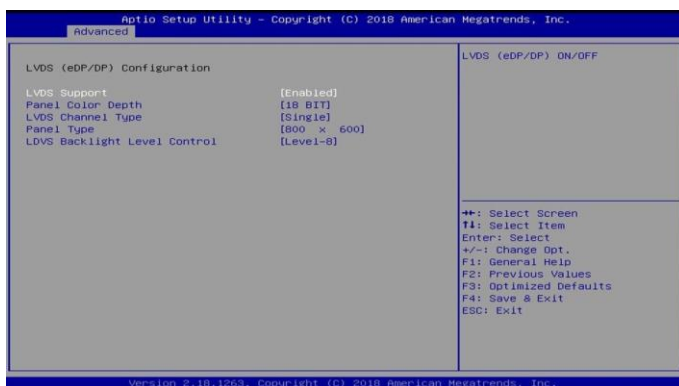 Aptio Setup Utility – Copyright (C) 2018 American Megatrends, Inc.
Advanced
LVDS (eDP/DP) Configuration
LVDS Support [Enabled]
Panel Color Depth [18 BIT]
LVDS Channel Type [Single]
Panel Type [800 x 600]
LDVS Backlight Level Control [Level-8]
LVDS (eDP/DP) ON/OFF
→←: Select Screen
↑↓: Select Item
Enter: Select
+/-: Change Opt.
F1: General Help
F2: Previous Values
F3: Optimized Defaults
F4: Save & Exit
ESC: Exit
Version 2.18.1263. Copyright (C) 2018 American Megatrends, Inc.